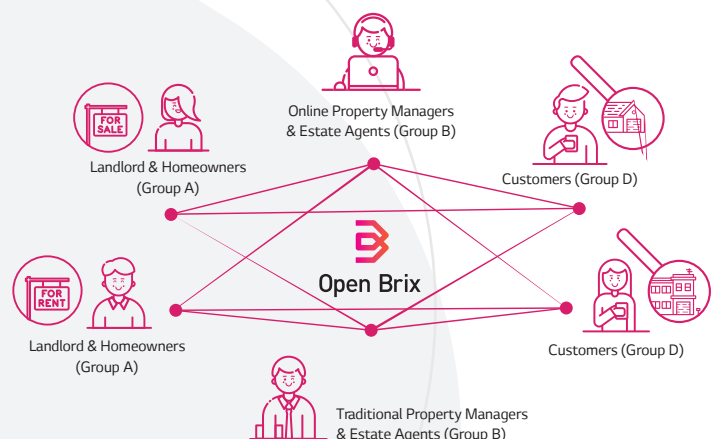 Online Property Managers
& Estate Agents (Group B)
FOR
SALE
Landlord & Homeowners
(Group A)
Customers (Group D)
Open Brix
FOR
RENT
Landlord & Homeowners
(Group A)
Customers (Group D)
Traditional Property Managers
& Estate Agents (Group B)